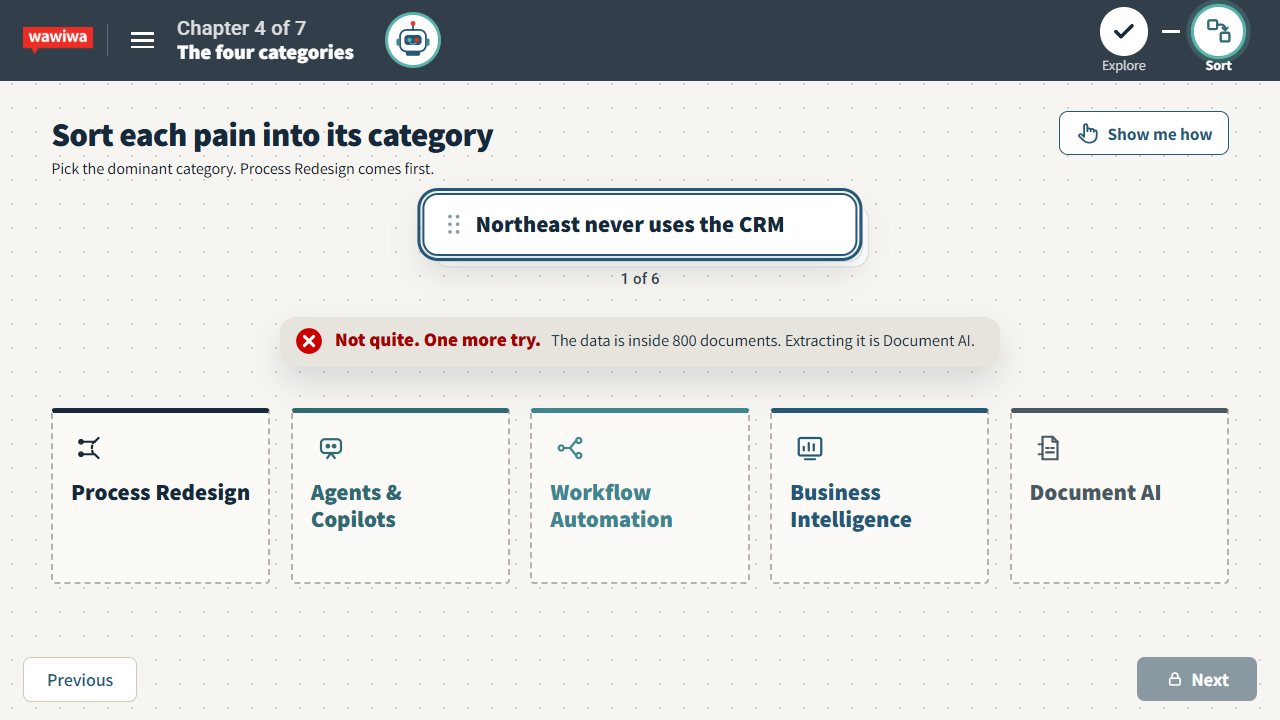 wawiwa
Chapter 4 of 7
The four categories
Explore
Sort
Sort each pain into its category
Pick the dominant category. Process Redesign comes first.
Show me how
Northeast never uses the CRM
1 of 6
Not quite. One more try. The data is inside 800 documents. Extracting it is Document AI.
Process Redesign
Agents &
Copilots
Workflow
Automation
Business
Intelligence
Document AI
Previous
Next